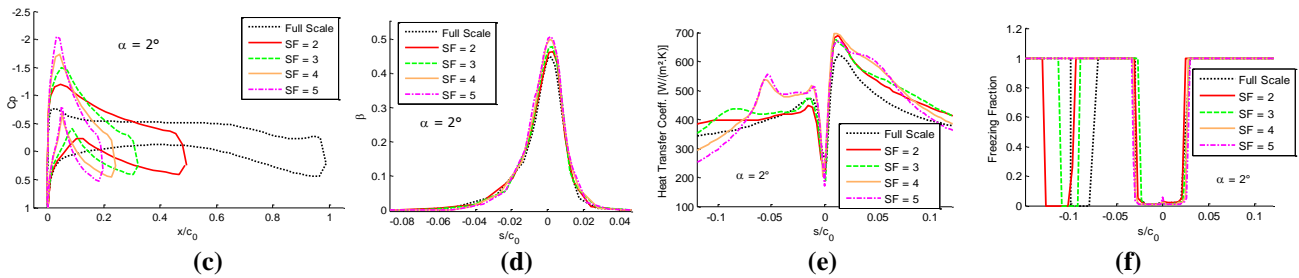 -2.5
-2
-1.5
-1
-0.5
0
0.5
1
Cp
0
0.2
0.4
0.6
0.8
1
x/c0
α = 2°
Full Scale
SF = 2
SF = 3
SF = 4
SF = 5
(c)
0.5
0.4
0.3
0.2
0.1
0
β
-0.08
-0.06
-0.04
-0.02
0
0.02
0.04
s/c0
Full Scale
SF = 2
SF = 3
SF = 4
SF = 5
α = 2°
(d)
700
600
500
400
300
200
100
Heat Transfer Coeff. [W/(m².K)]
-0.1
-0.05
0
0.05
0.1
s/c0
α = 2°
Full Scale
SF = 2
SF = 3
SF = 4
SF = 5
(e)
1.2
1
0.8
0.6
0.4
0.2
0
Freezing Fraction
-0.1
-0.05
0
0.05
0.1
s/c0
Full Scale
SF = 2
SF = 3
SF = 4
SF = 5
α = 2°
(f)